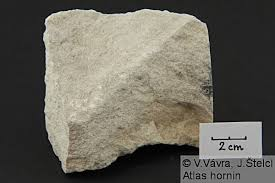 2 cm
© V.Vávra, J.Štelcl
Atlas hornin